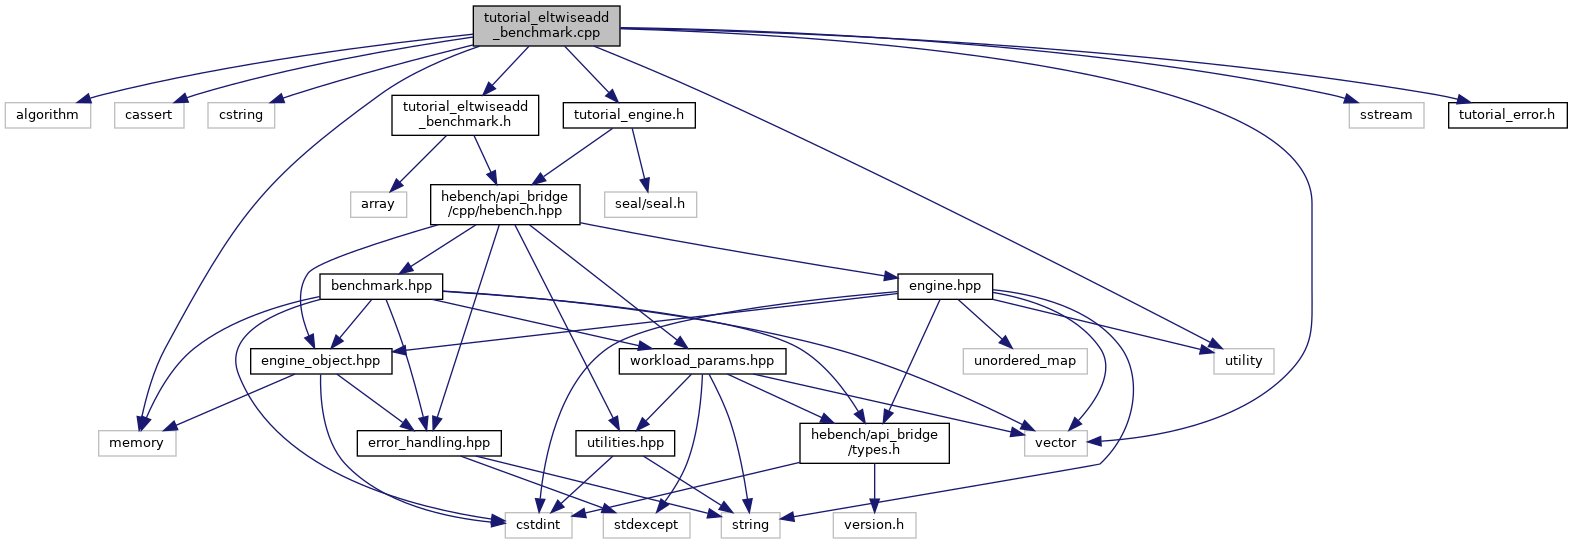 tutorial_eltwiseadd
_benchmark.cpp
algorithm
cassert
cstring
tutorial_eltwiseadd
_benchmark.h
tutorial_engine.h
sstream
tutorial_error.h
array
hebench/api_bridge
/cpp/hebench.hpp
seal/seal.h
benchmark.hpp
engine.hpp
engine_object.hpp
workload_params.hpp
unordered_map
utility
memory
error_handling.hpp
utilities.hpp
hebench/api_bridge
/types.h
vector
cstdint
stdexcept
string
version.h